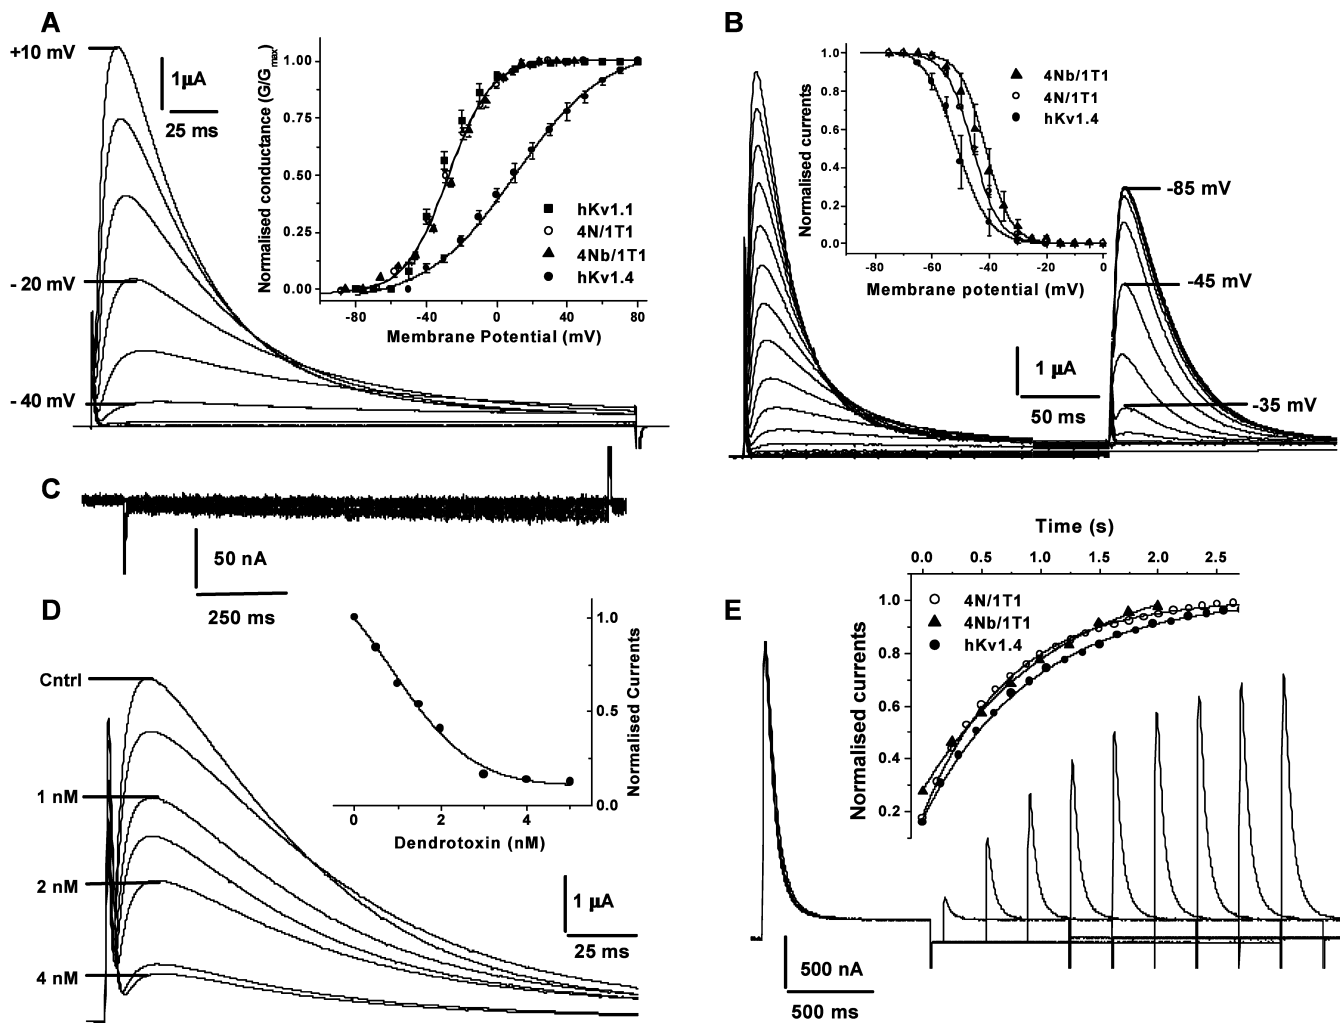 A
+10 mV
1µA
25 ms
- 20 mV
- 40 mV
Normalised conductance (G/Gmax)
1.00
0.75
0.50
0.25
0.00
hKv1.1
4N/1T1
4Nb/1T1
hKv1.4
-80 -40 0 40 80
Membrane Potential (mV)
B
Normalised currents
1.0
0.8
0.6
0.4
0.2
0.0
4Nb/1T1
4N/1T1
hKv1.4
-80 -60 -40 -20 0
Membrane potential (mV)
-85 mV
-45 mV
-35 mV
1 µA
50 ms
C
50 nA
250 ms
D
Cntrl
1 nM
2 nM
4 nM
1.0
0.5
0.0
Normalised Currents
0 2 4
Dendrotoxin (nM)
1 µA
25 ms
E
Time (s)
0.0 0.5 1.0 1.5 2.0 2.5
4N/1T1
4Nb/1T1
hKv1.4
Normalised currents
1.0
0.8
0.6
0.4
0.2
500 nA
500 ms